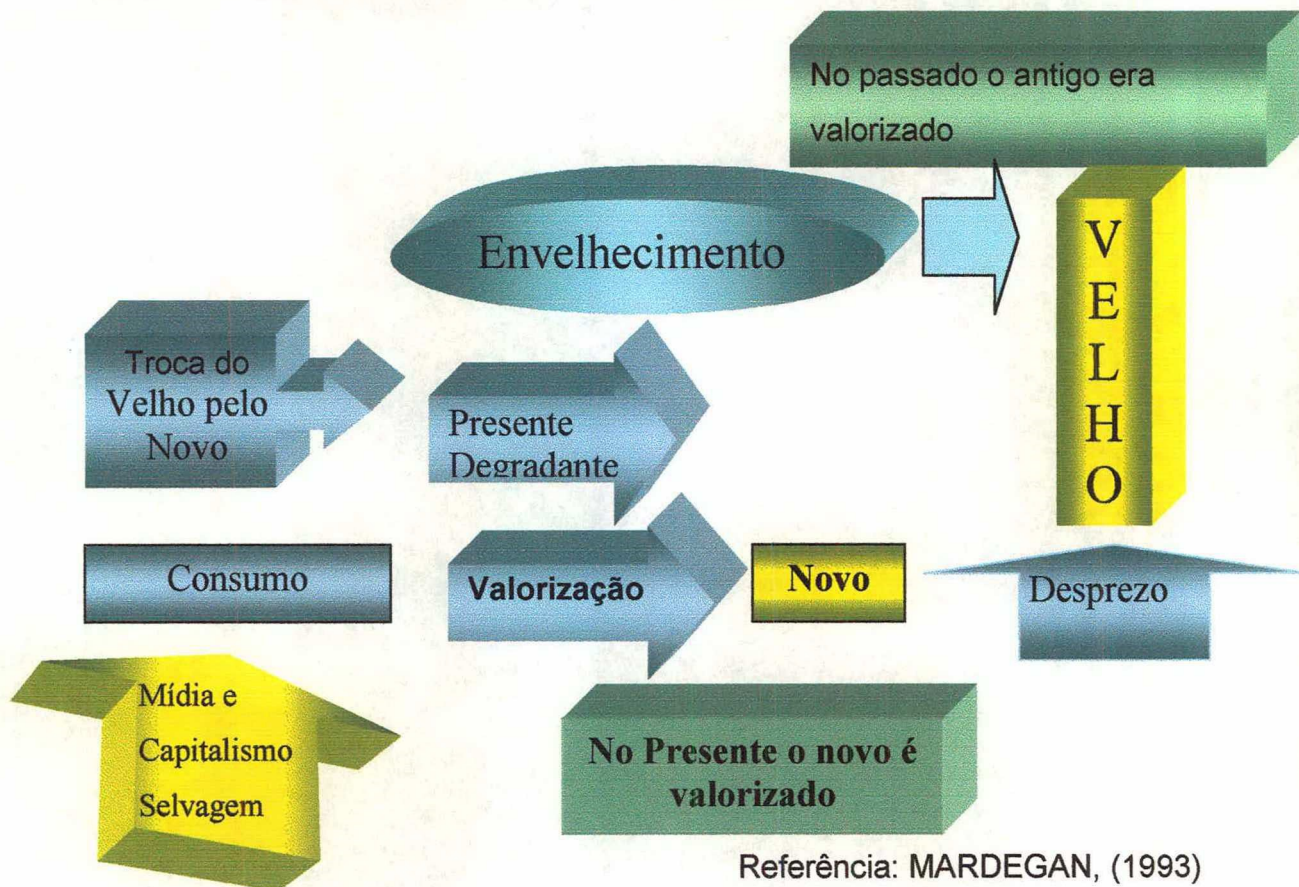 No passado o antigo era
valorizado
Envelhecimento
VELHO
Troca do
Velho pelo
Novo
Presente
Degradante
Consumo
Valorização
Novo
Desprezo
Mídia e
Capitalismo
Selvagem
No Presente o novo é
valorizado
Referência: MARDEGAN, (1993)